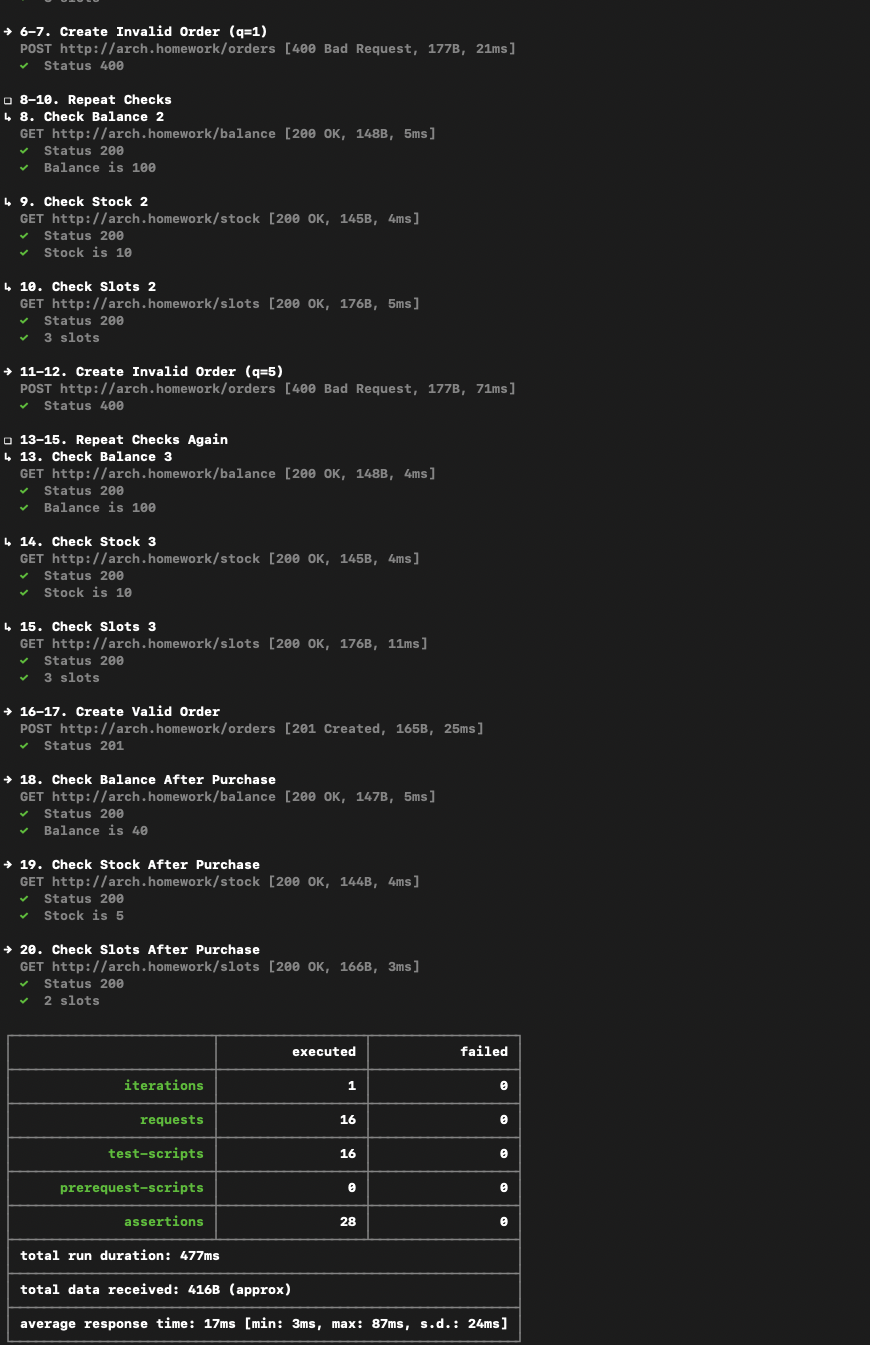 ✓ 3 slots
→ 6-7. Create Invalid Order (q=1)
POST http://arch.homework/orders [400 Bad Request, 177B, 21ms]
✓ Status 400
❏ 8-10. Repeat Checks
↳ 8. Check Balance 2
GET http://arch.homework/balance [200 OK, 148B, 5ms]
✓ Status 200
✓ Balance is 100
↳ 9. Check Stock 2
GET http://arch.homework/stock [200 OK, 145B, 4ms]
✓ Status 200
✓ Stock is 10
↳ 10. Check Slots 2
GET http://arch.homework/slots [200 OK, 176B, 5ms]
✓ Status 200
✓ 3 slots
→ 11-12. Create Invalid Order (q=5)
POST http://arch.homework/orders [400 Bad Request, 177B, 71ms]
✓ Status 400
❏ 13-15. Repeat Checks Again
↳ 13. Check Balance 3
GET http://arch.homework/balance [200 OK, 148B, 4ms]
✓ Status 200
✓ Balance is 100
↳ 14. Check Stock 3
GET http://arch.homework/stock [200 OK, 145B, 4ms]
✓ Status 200
✓ Stock is 10
↳ 15. Check Slots 3
GET http://arch.homework/slots [200 OK, 176B, 11ms]
✓ Status 200
✓ 3 slots
→ 16-17. Create Valid Order
POST http://arch.homework/orders [201 Created, 165B, 25ms]
✓ Status 201
→ 18. Check Balance After Purchase
GET http://arch.homework/balance [200 OK, 147B, 5ms]
✓ Status 200
✓ Balance is 40
→ 19. Check Stock After Purchase
GET http://arch.homework/stock [200 OK, 144B, 4ms]
✓ Status 200
✓ Stock is 5
→ 20. Check Slots After Purchase
GET http://arch.homework/slots [200 OK, 166B, 3ms]
✓ Status 200
✓ 2 slots
executed failed
iterations 1 0
requests 16 0
test-scripts 16 0
prerequest-scripts 0 0
assertions 28 0
total run duration: 477ms
total data received: 416B (approx)
average response time: 17ms [min: 3ms, max: 87ms, s.d.: 24ms]